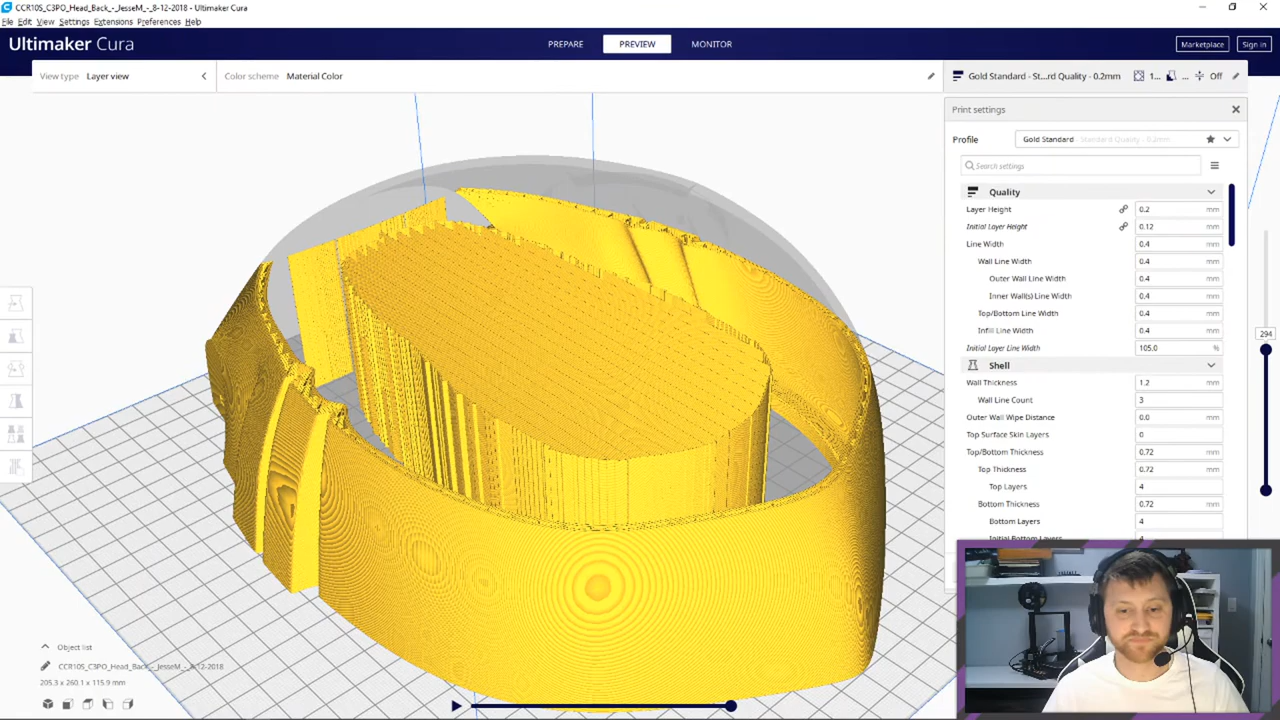 CCR10S_C3PO_Head_Back_-_JesseM_-_8-12-2018 - Ultimaker Cura
File Edit View Settings Extensions Preferences Help
Ultimaker Cura
PREPARE PREVIEW MONITOR
Marketplace Sign in
View type Layer view
Color scheme Material Color
Gold Standard - St...rd Quality - 0.2mm 1... ... Off
Print settings
Profile Gold Standard Standard Quality - 0.2mm
Search settings
Quality
Layer Height 0.2 mm
Initial Layer Height 0.12 mm
Line Width 0.4 mm
Wall Line Width 0.4 mm
Outer Wall Line Width 0.4 mm
Inner Wall(s) Line Width 0.4 mm
Top/Bottom Line Width 0.4 mm
Infill Line Width 0.4 mm
Initial Layer Line Width 105.0 %
294
Shell
Wall Thickness 1.2 mm
Wall Line Count 3
Outer Wall Wipe Distance 0.0 mm
Top Surface Skin Layers 0
Top/Bottom Thickness 0.72 mm
Top Thickness 0.72 mm
Top Layers 4
Bottom Thickness 0.72 mm
Bottom Layers 4
Initial Bottom Layers 4
Object list
CCR10S_C3PO_Head_Back_-_JesseM_-_8-12-2018
205.3 x 260.1 x 115.9 mm